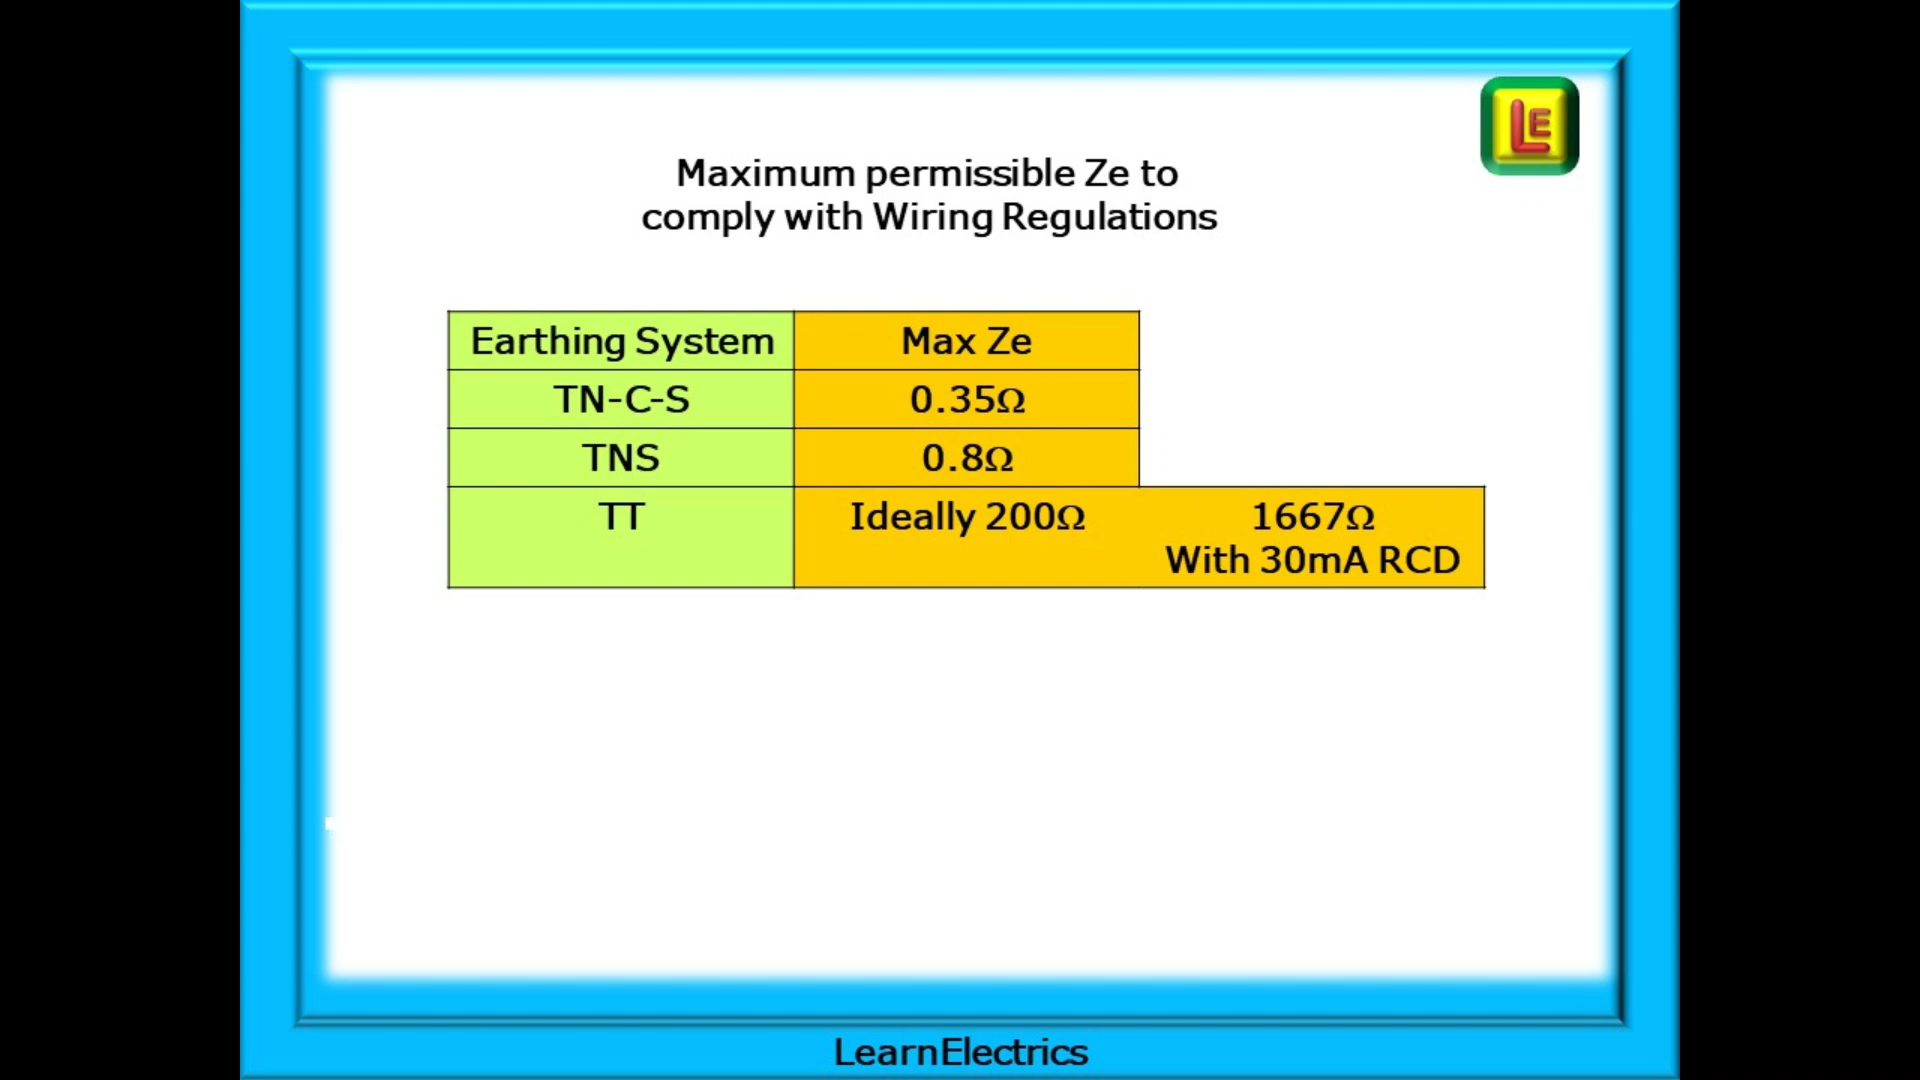 LE
Maximum permissible Ze to
comply with Wiring Regulations
Earthing System Max Ze
TN-C-S 0.35Ω
TNS 0.8Ω
TT Ideally 200Ω 1667Ω
With 30mA RCD
LearnElectrics